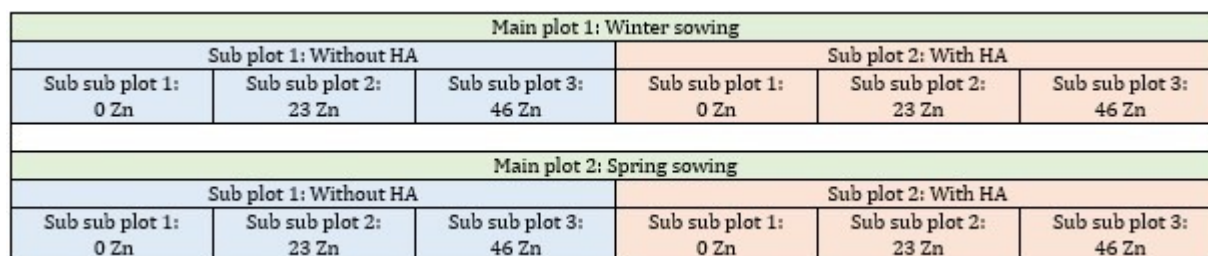 Main plot 1: Winter sowing
Sub plot 1: Without HA
Sub plot 2: With HA
Sub sub plot 1:
0 Zn
Sub sub plot 2:
23 Zn
Sub sub plot 3:
46 Zn
Sub sub plot 1:
0 Zn
Sub sub plot 2:
23 Zn
Sub sub plot 3:
46 Zn
Main plot 2: Spring sowing
Sub plot 1: Without HA
Sub plot 2: With HA
Sub sub plot 1:
0 Zn
Sub sub plot 2:
23 Zn
Sub sub plot 3:
46 Zn
Sub sub plot 1:
0 Zn
Sub sub plot 2:
23 Zn
Sub sub plot 3:
46 Zn